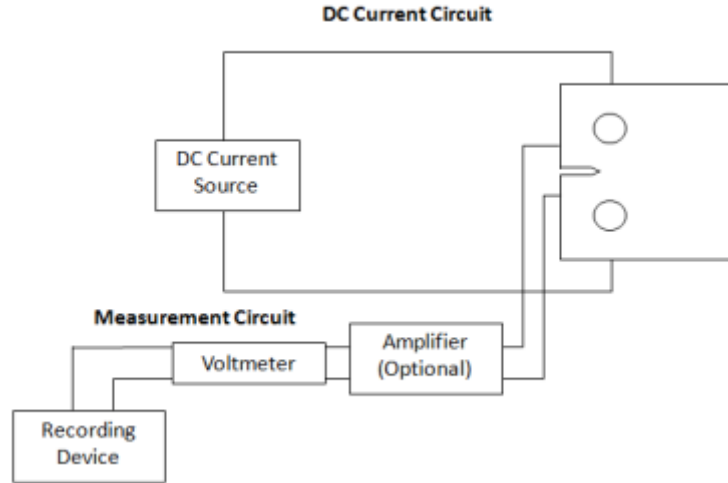 DC Current Circuit
DC Current
Source
Measurement Circuit
Amplifier
(Optional)
Voltmeter
Recording
Device